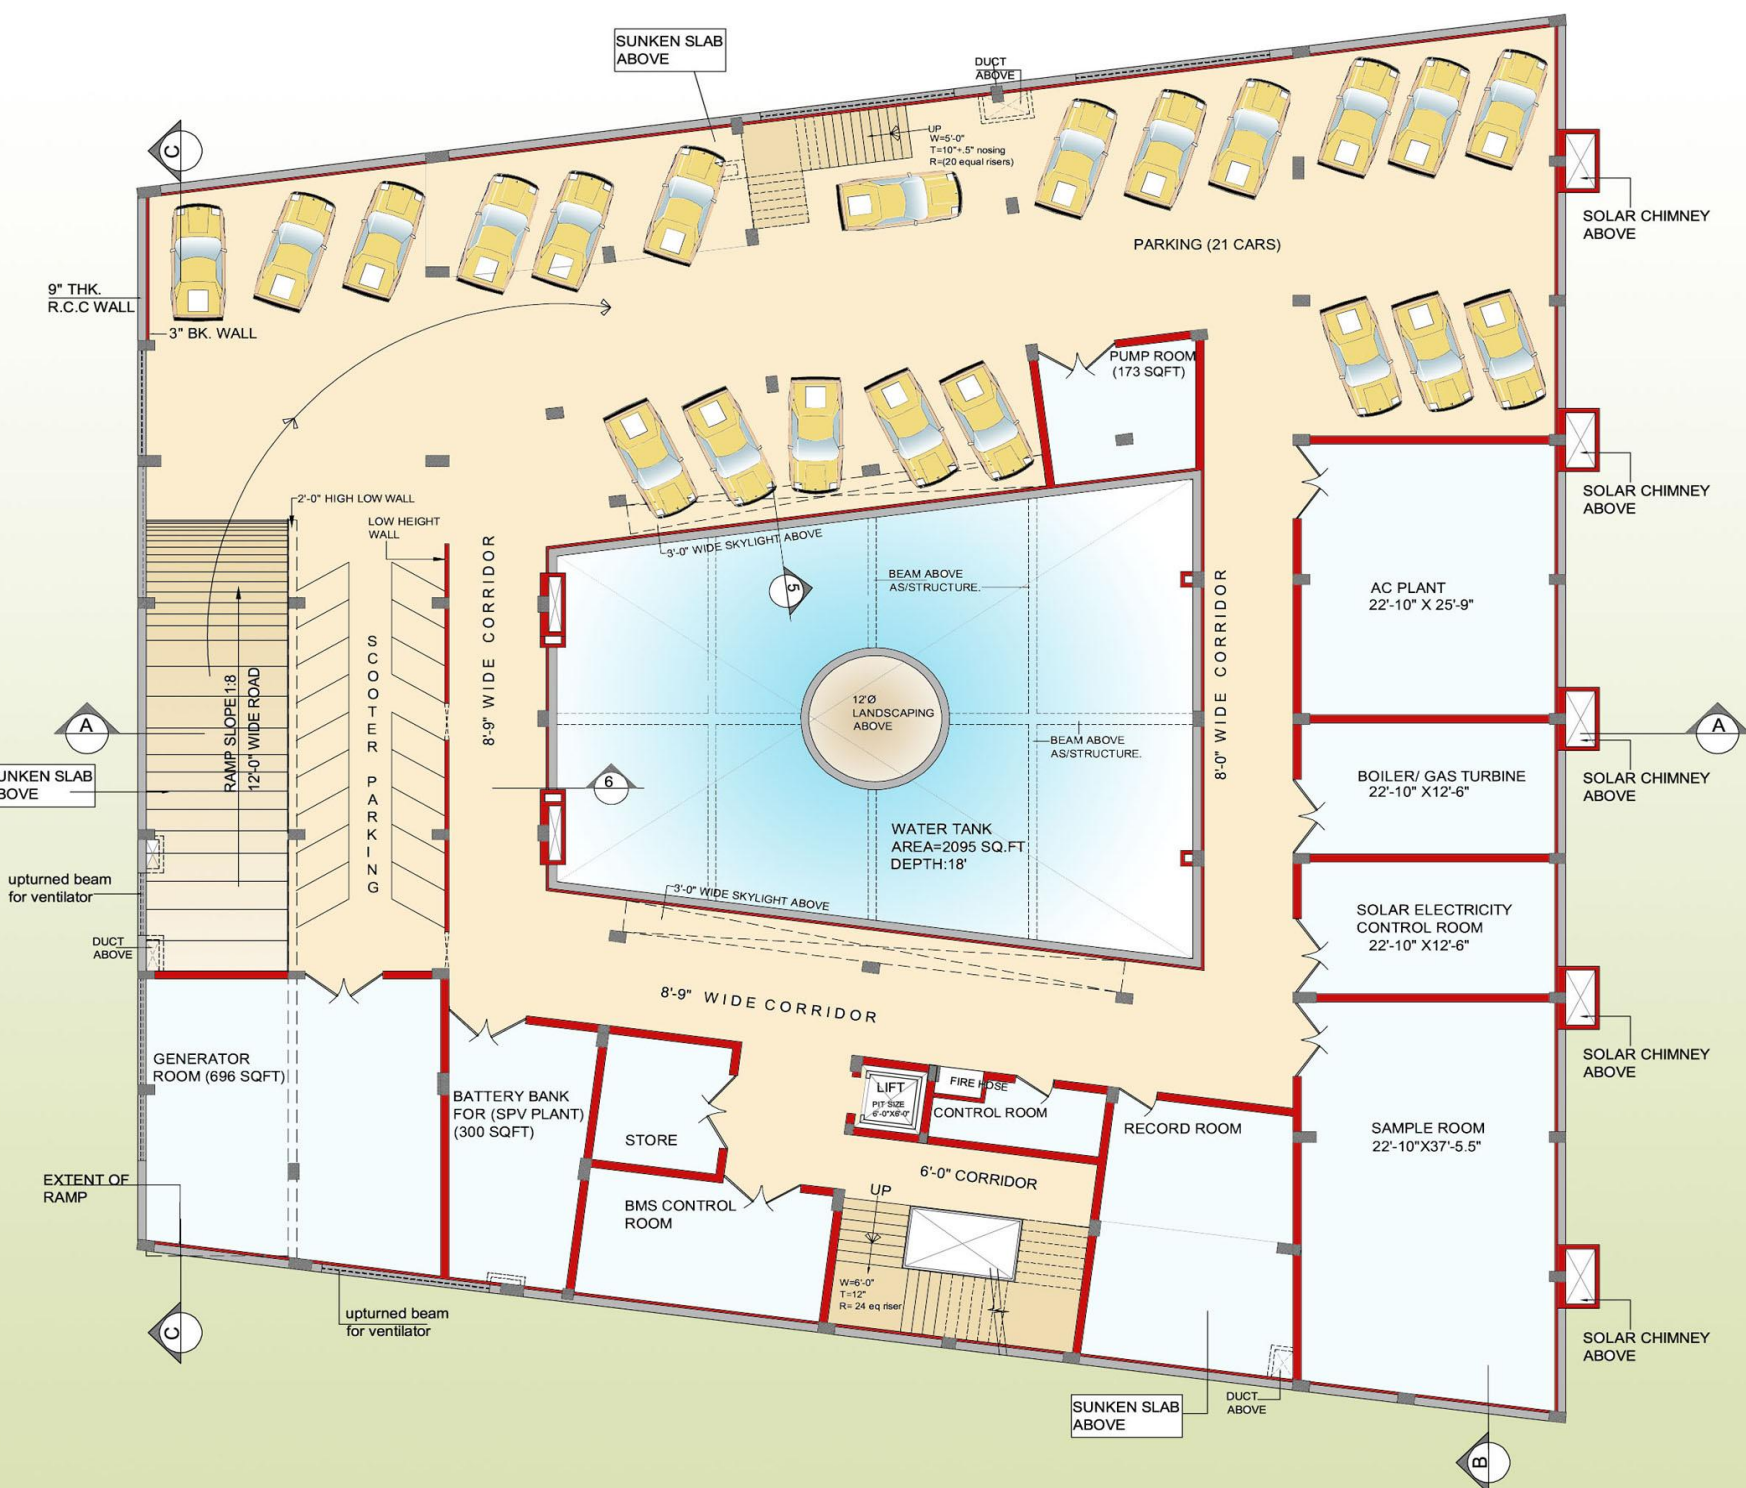 SUNKEN SLAB
ABOVE
DUCT
ABOVE
UP
W=5'-0"
T=10"+.5" nosing
R=(20 equal risers)
C
SOLAR CHIMNEY
ABOVE
PARKING (21 CARS)
9" THK.
R.C.C WALL
3" BK. WALL
PUMP ROOM
(173 SQFT)
2'-0" HIGH LOW WALL
LOW HEIGHT
WALL
SOLAR CHIMNEY
ABOVE
3'-0" WIDE SKYLIGHT ABOVE
8'-9" WIDE CORRIDOR
5
BEAM ABOVE
AS/STRUCTURE.
8'-0" WIDE CORRIDOR
AC PLANT
22'-10" X 25'-9"
SCOOTER PARKING
RAMP SLOPE 1:8
12'-0" WIDE ROAD
12'Ø
LANDSCAPING
ABOVE
A
A
BEAM ABOVE
AS/STRUCTURE.
UNKEN SLAB
BOVE
6
BOILER/ GAS TURBINE
22'-10" X12'-6"
SOLAR CHIMNEY
ABOVE
WATER TANK
AREA=2095 SQ.FT
DEPTH:18'
upturned beam
for ventilator
3'-0" WIDE SKYLIGHT ABOVE
SOLAR ELECTRICITY
CONTROL ROOM
22'-10" X12'-6"
DUCT
ABOVE
8'-9" WIDE CORRIDOR
GENERATOR
ROOM (696 SQFT)
BATTERY BANK
FOR (SPV PLANT)
(300 SQFT)
STORE
LIFT
PIT SIZE
6'-0"X6'-0"
FIRE HOSE
CONTROL ROOM
RECORD ROOM
SAMPLE ROOM
22'-10"X37'-5.5"
SOLAR CHIMNEY
ABOVE
EXTENT OF
RAMP
BMS CONTROL
ROOM
UP
6'-0" CORRIDOR
W=6'-0"
T=12"
R= 24 eq riser
C
upturned beam
for ventilator
SOLAR CHIMNEY
ABOVE
SUNKEN SLAB
ABOVE
DUCT
ABOVE
B